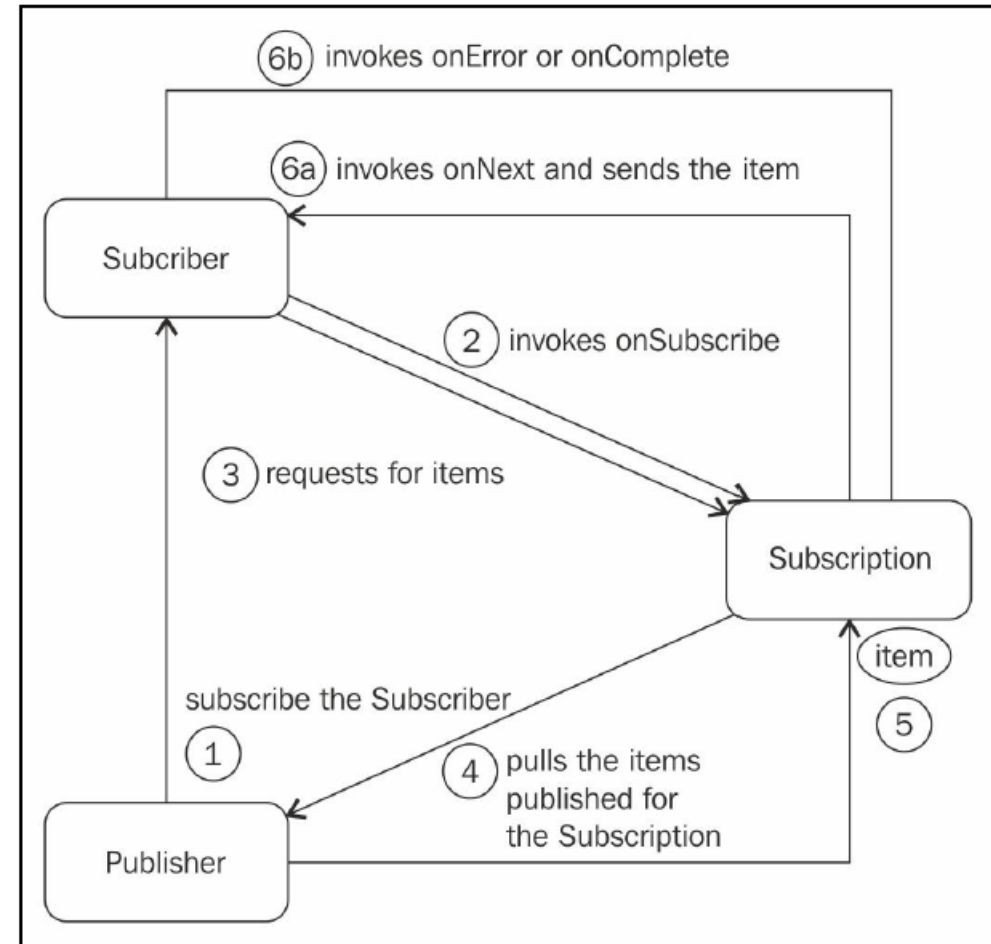 6b invokes onError or onComplete
6a invokes onNext and sends the item
Subcriber
2 invokes onSubscribe
3 requests for items
Subscription
item
5
subscribe the Subscriber
1
4 pulls the items
published for
the Subscription
Publisher